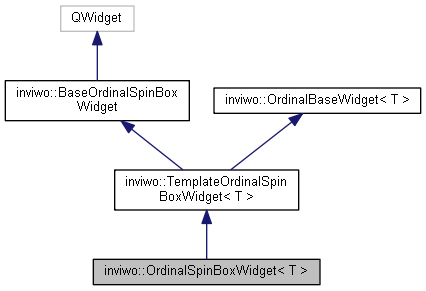 QWidget
inviwo::BaseOrdinalSpinBox
Widget
inviwo::OrdinalBaseWidget< T >
inviwo::TemplateOrdinalSpin
BoxWidget< T >
inviwo::OrdinalSpinBoxWidget< T >